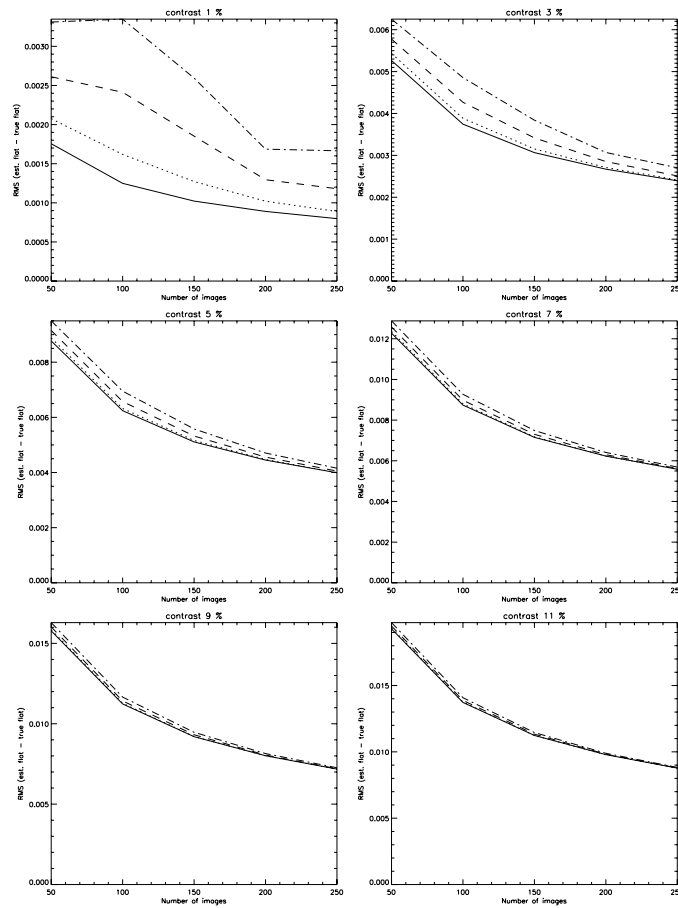 contrast 1 %
RMS (est. flat - true flat)
0.0030
0.0025
0.0020
0.0015
0.0010
0.0005
0.0000
50 100 150 200 250
Number of images
contrast 3 %
RMS (est. flat - true flat)
0.006
0.005
0.004
0.003
0.002
0.001
0.000
50 100 150 200 250
Number of images
contrast 5 %
RMS (est. flat - true flat)
0.008
0.006
0.004
0.002
0.000
50 100 150 200 250
Number of images
contrast 7 %
RMS (est. flat - true flat)
0.012
0.010
0.008
0.006
0.004
0.002
0.000
50 100 150 200 250
Number of images
contrast 9 %
RMS (est. flat - true flat)
0.015
0.010
0.005
0.000
50 100 150 200 250
Number of images
contrast 11 %
RMS (est. flat - true flat)
0.015
0.010
0.005
0.000
50 100 150 200 250
Number of images